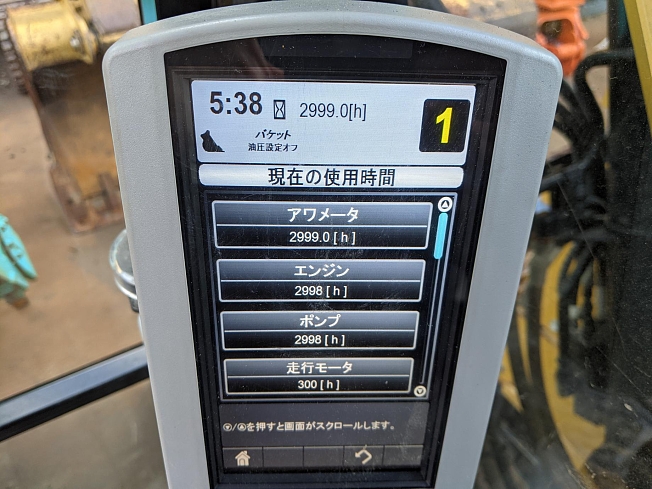 5:38 2999.0[h] 1
バケット
油圧設定オフ
現在の使用時間
アワメータ
2999.0 [ h ]
エンジン
2998 [ h ]
ポンプ
2998 [ h ]
走行モータ
300 [ h ]
▽/△を押すと画面がスクロールします。